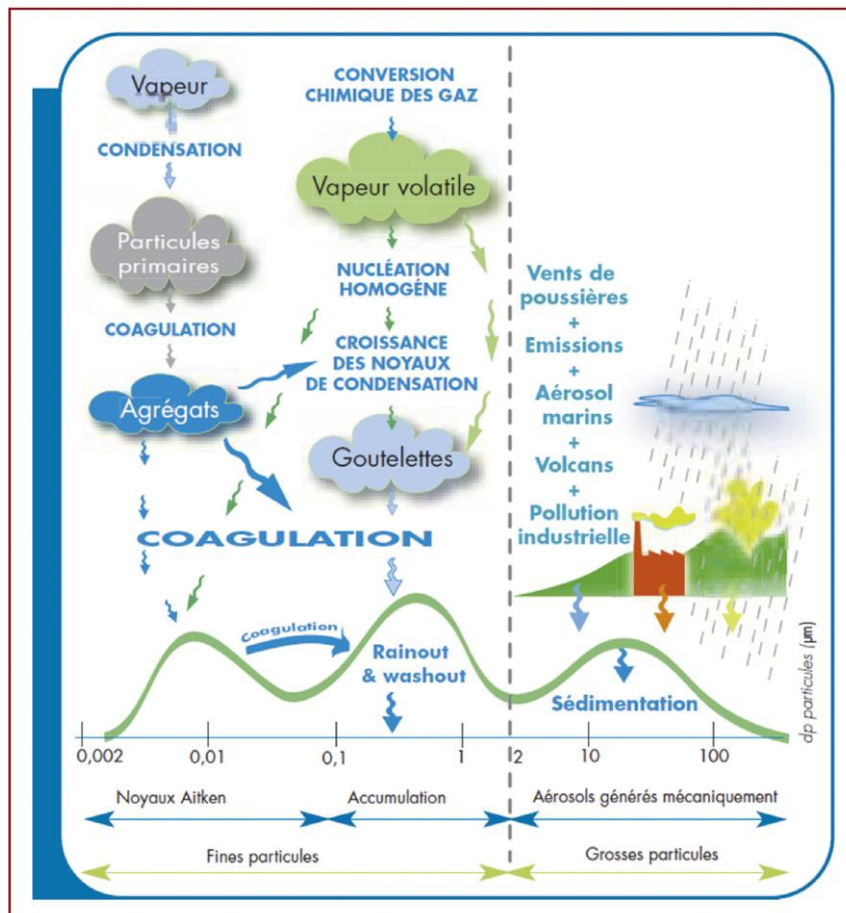 Vapeur
CONDENSATION
Particules
primaires
COAGULATION
Agrégats
CONVERSION
CHIMIQUE DES GAZ
Vapeur volatile
NUCLÉATION
HOMOGÉNE
CROISSANCE
DES NOYAUX
DE CONDENSATION
Goutelettes
COAGULATION
Coagulation
Rainout
& washout
Vents de
poussières
+
Emissions
+
Aérosol
marins
+
Volcans
+
Pollution
industrielle
Sédimentation
dp particules (µm)
0,002
0,01
0,1
1
2
10
100
Noyaux Aitken
Accumulation
Aérosols générés mécaniquement
Fines particules
Grosses particules